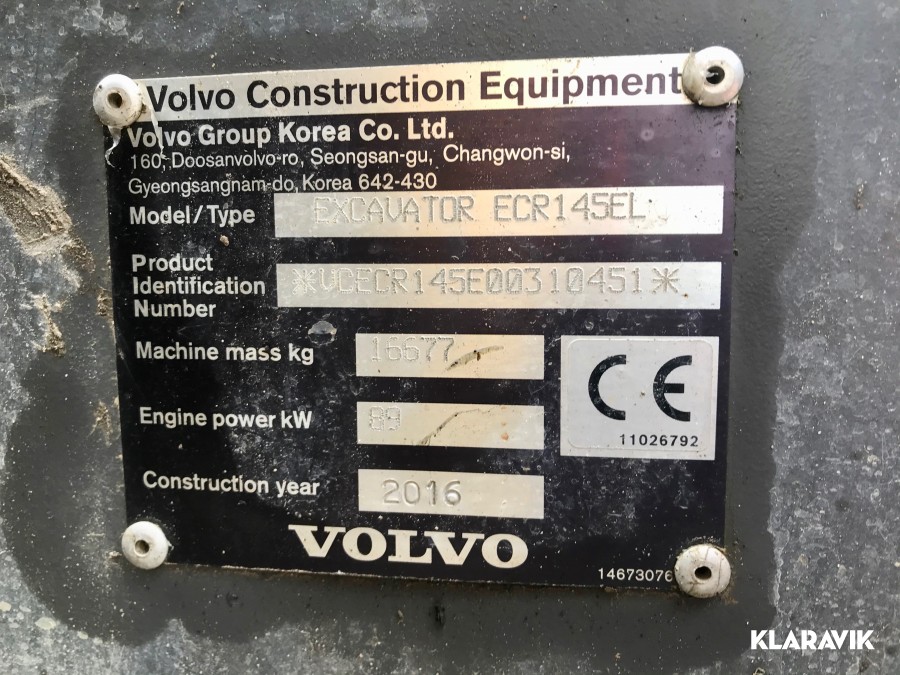 Volvo Construction Equipment
Volvo Group Korea Co. Ltd.
160, Doosanvolvo-ro, Seongsan-gu, Changwon-si,
Gyeongsangnam-do, Korea 642-430
Model/Type EXCAVATOR ECR145EL
Product
Identification
Number
*VCECR145E00310451*
Machine mass kg 16677
Engine power kW 89
CE
11026792
Construction year 2016
VOLVO
14673076
KLARAVIK